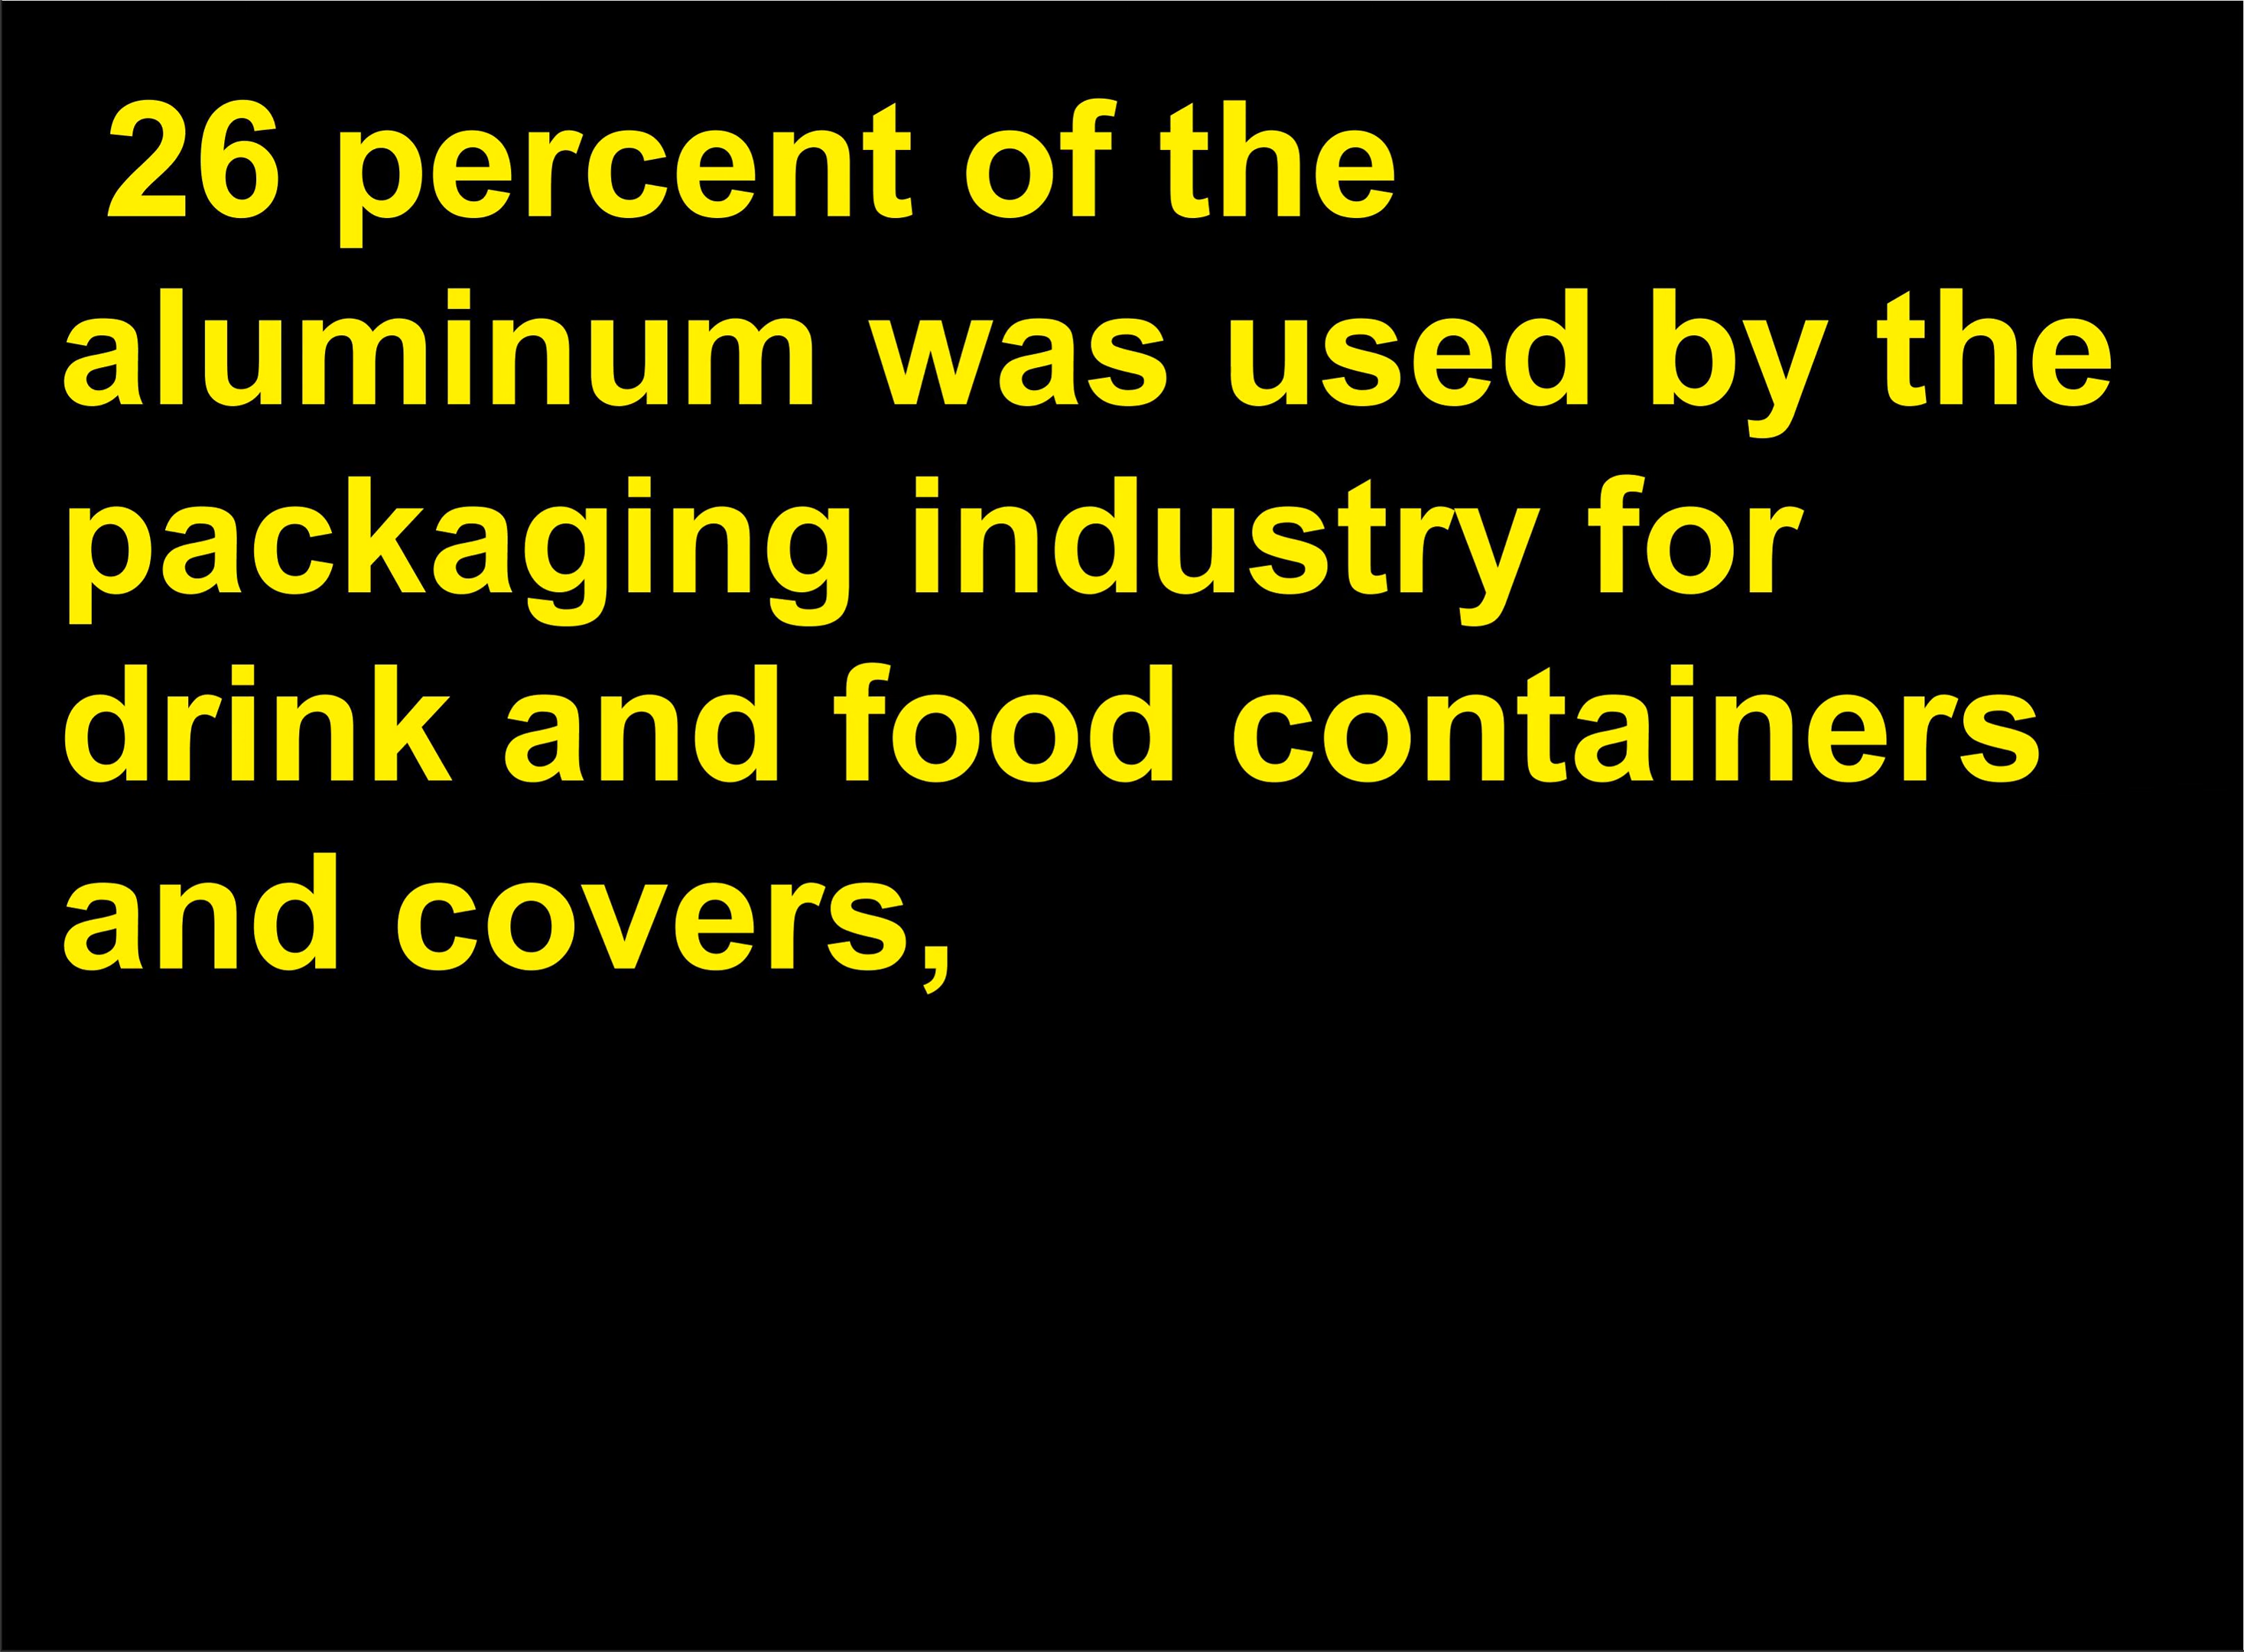 26 percent of the
aluminum was used by the
packaging industry for
drink and food containers
and covers,